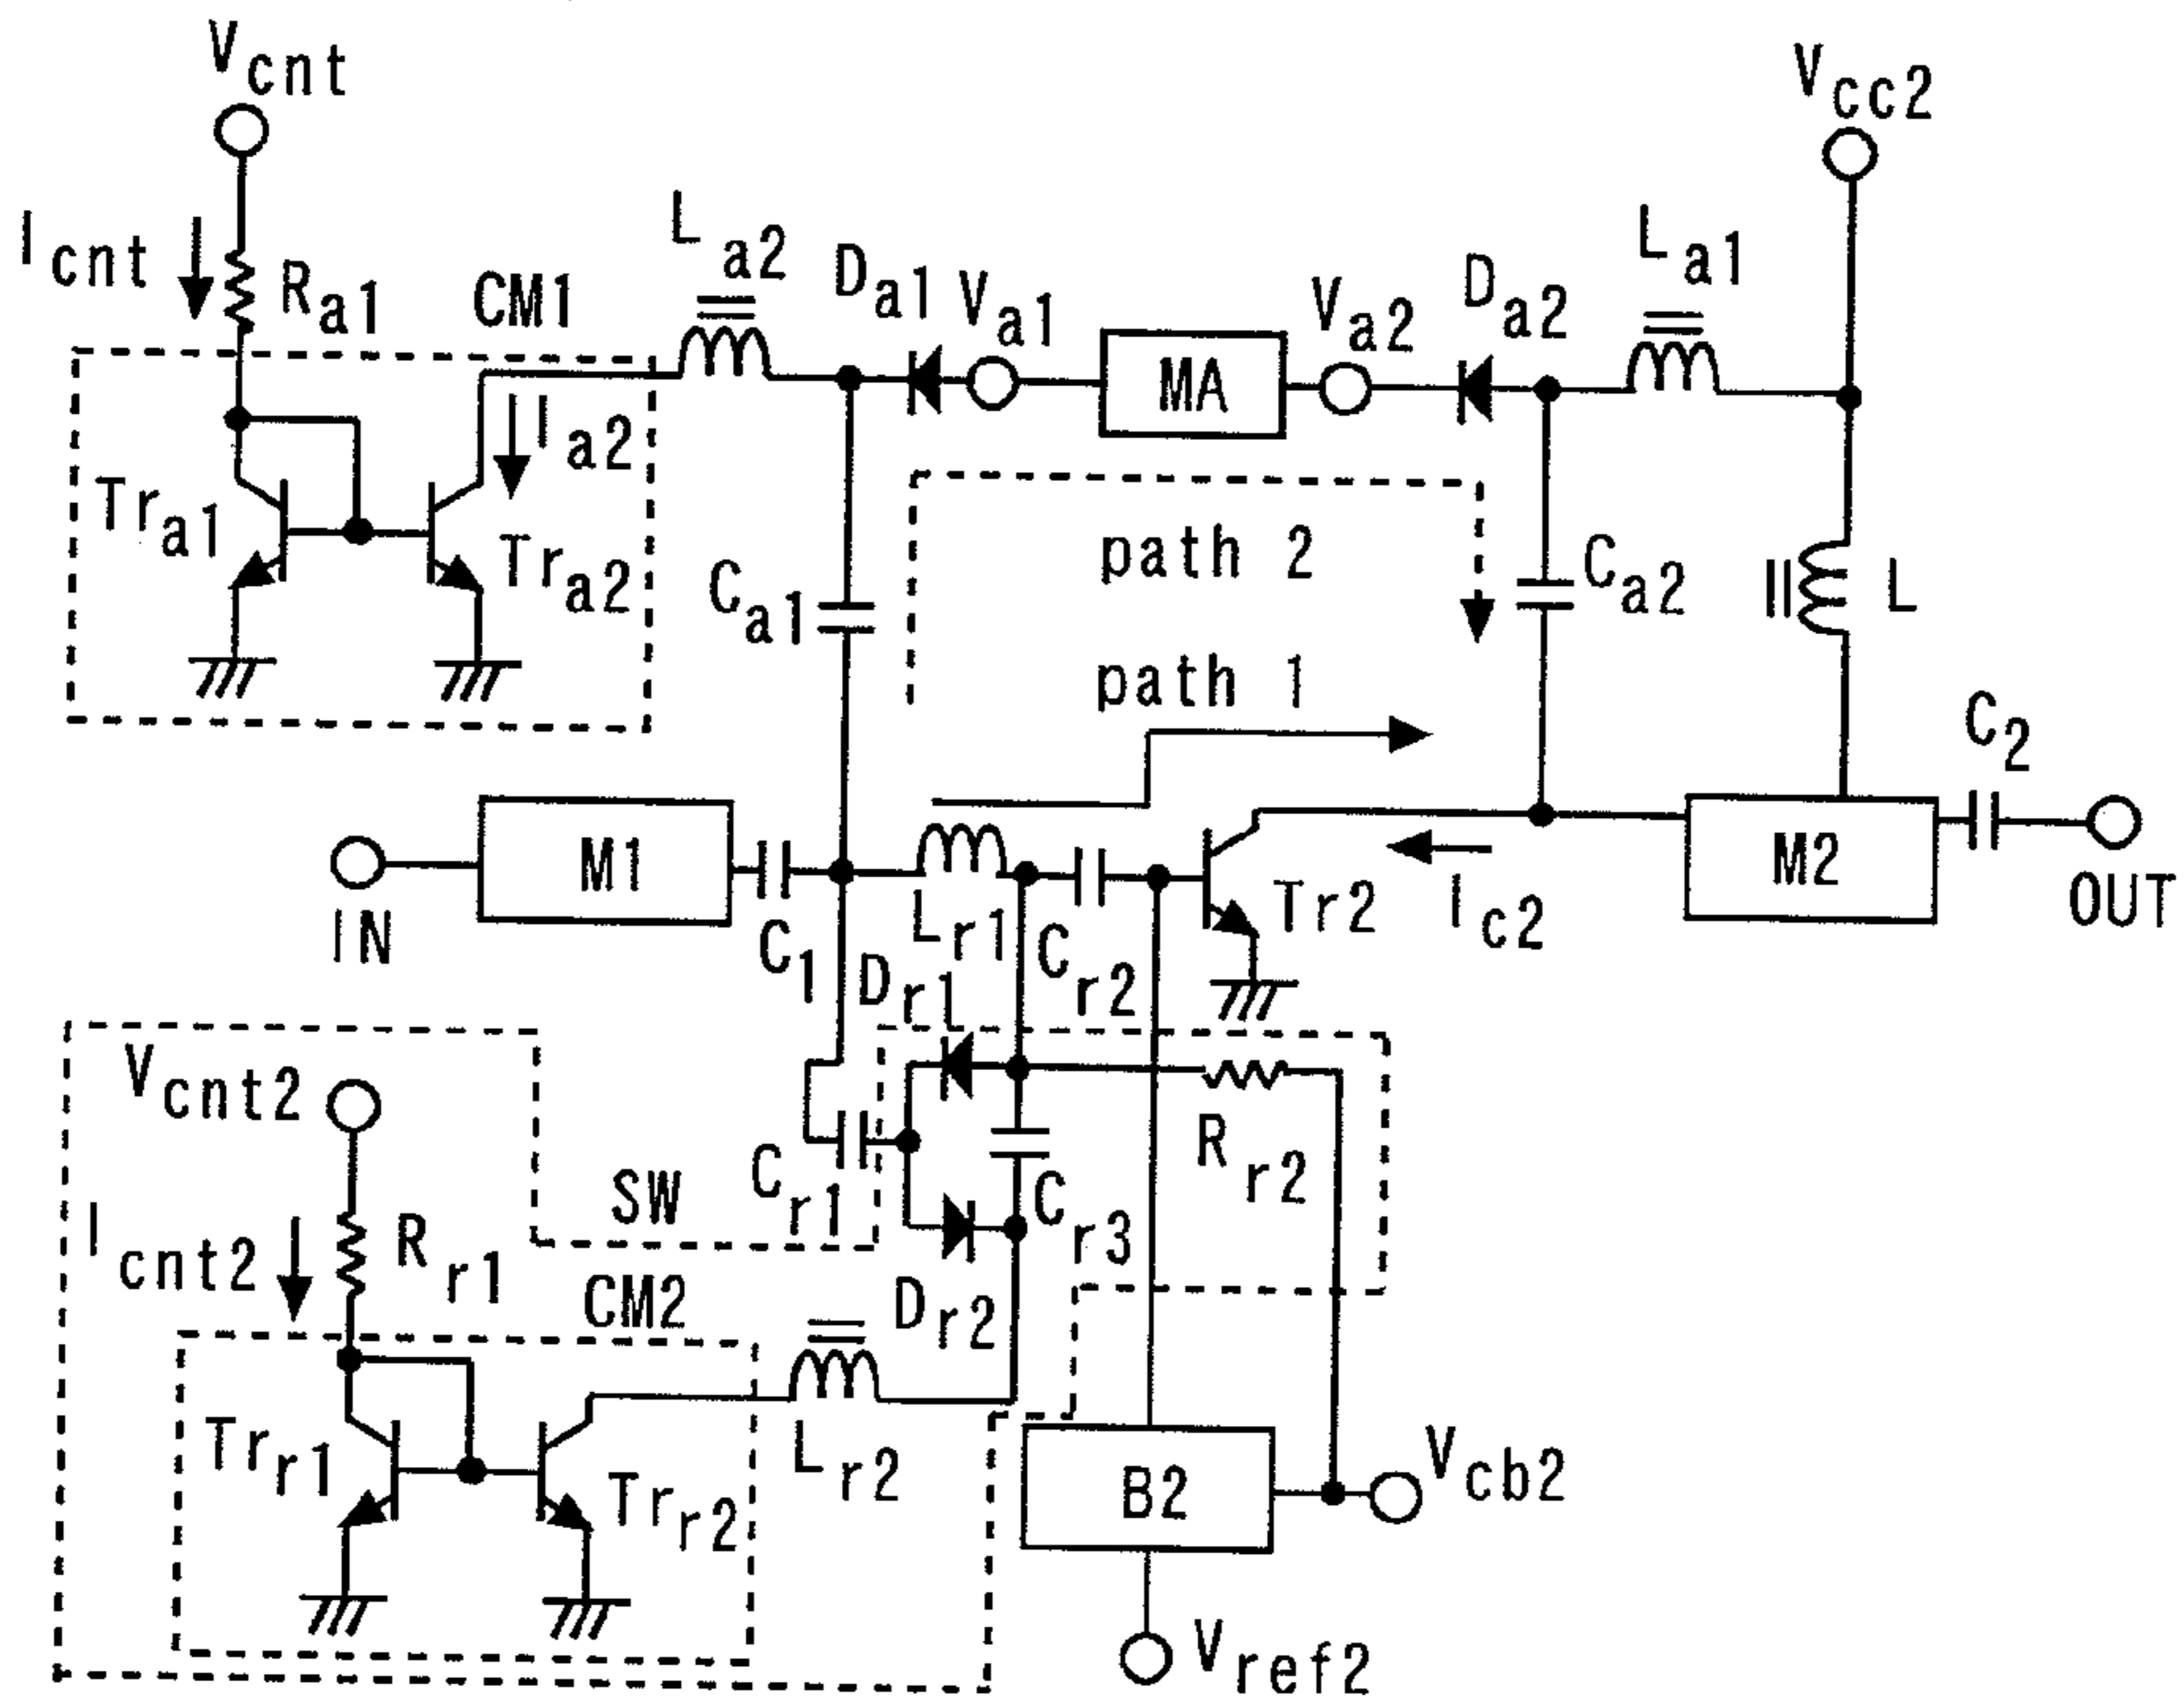 Vcnt
Vcc2
Icnt
Ra1
CM1
La2
Da1
Va1
MA
Va2
Da2
La1
Ia2
Tra1
Tra2
Ca1
path 2
Ca2
L
path 1
C2
IN
M1
C1
Lr1
Cr2
Tr2
Ic2
M2
OUT
Dr1
Vcnt2
Cr1
SW
Cr3
Rr2
Icnt2
Rr1
CM2
Dr2
Trr1
Trr2
Lr2
B2
Vcb2
Vref2